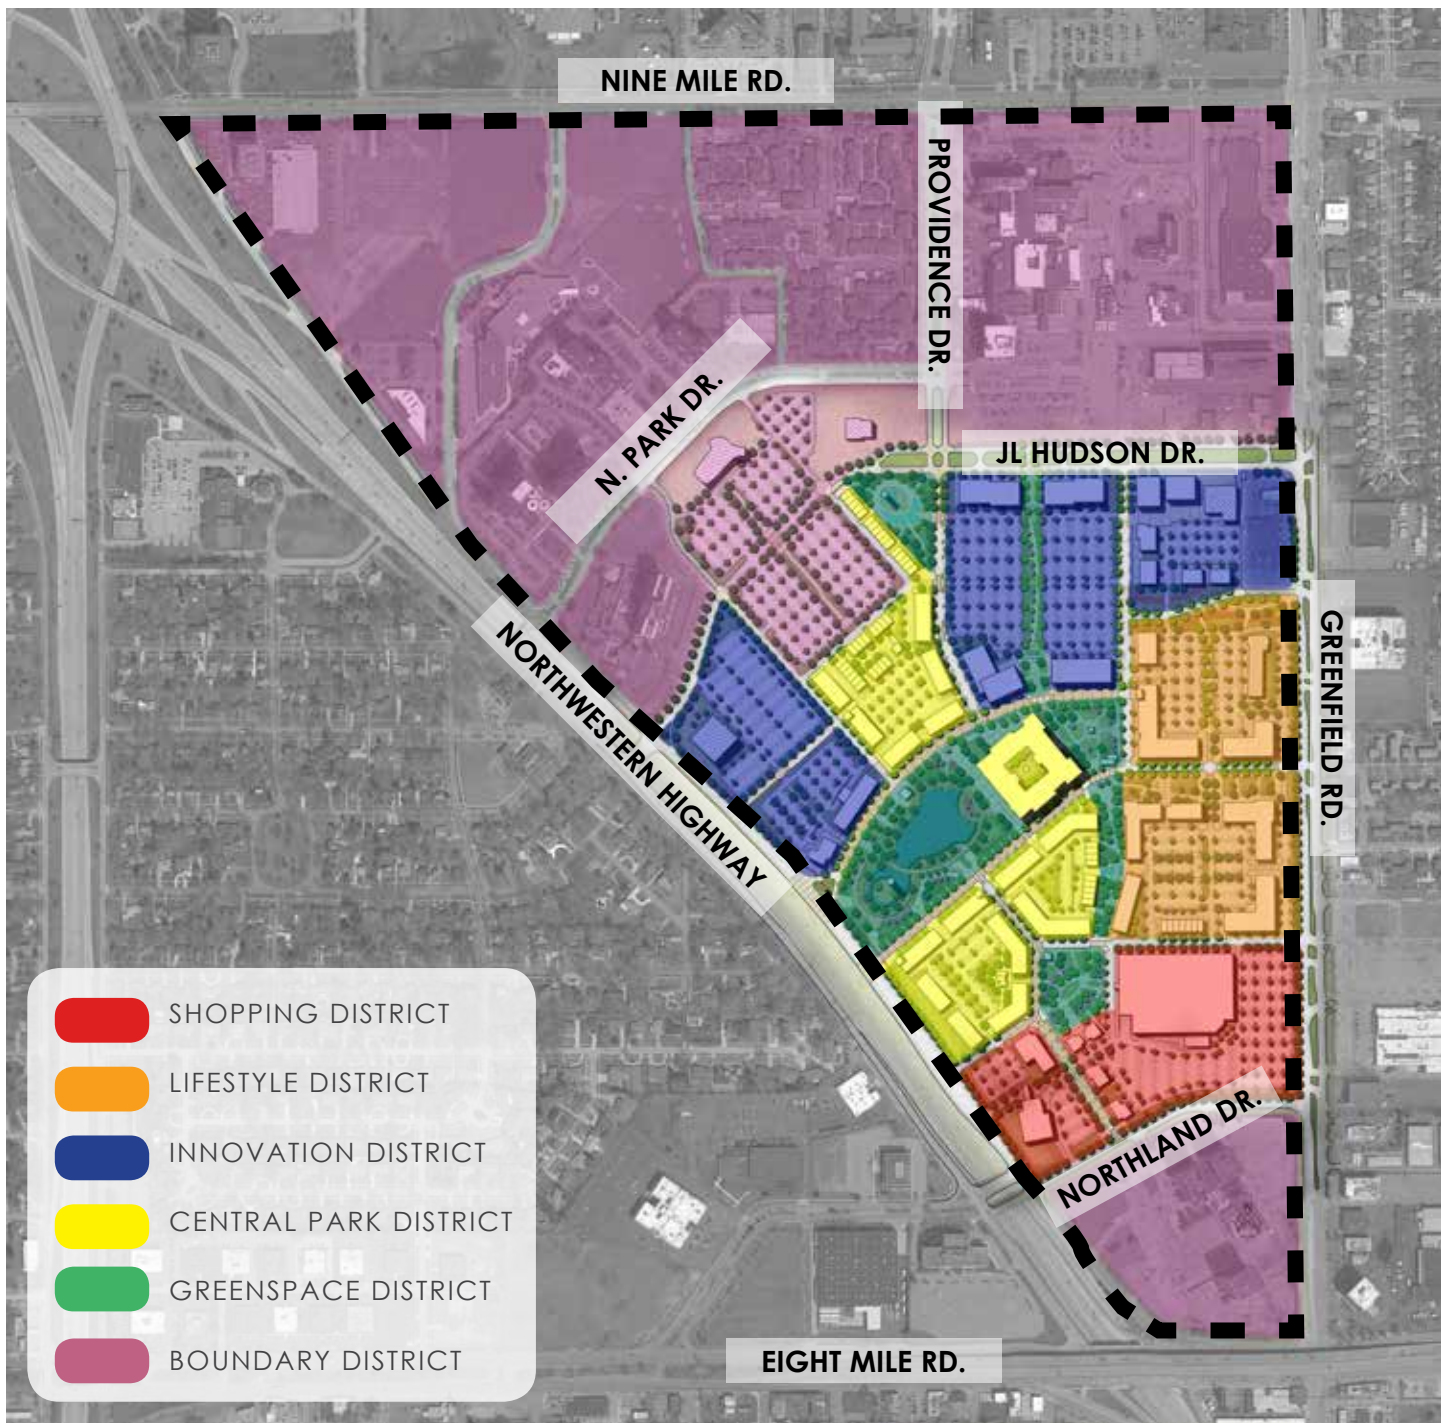 NINE MILE RD.
PROVIDENCE DR.
N. PARK DR.
JL HUDSON DR.
NORTHWESTERN HIGHWAY
GREENFIELD RD.
NORTHLAND DR.
EIGHT MILE RD.
SHOPPING DISTRICT
LIFESTYLE DISTRICT
INNOVATION DISTRICT
CENTRAL PARK DISTRICT
GREENSPACE DISTRICT
BOUNDARY DISTRICT